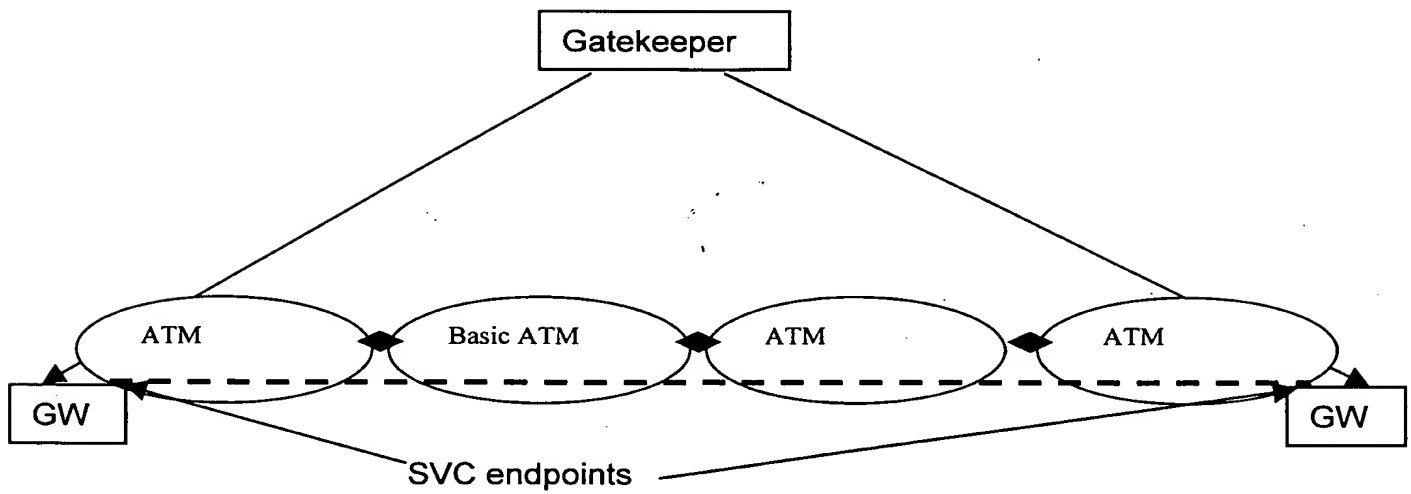 Gatekeeper
ATM
Basic ATM
ATM
ATM
GW
GW
SVC endpoints